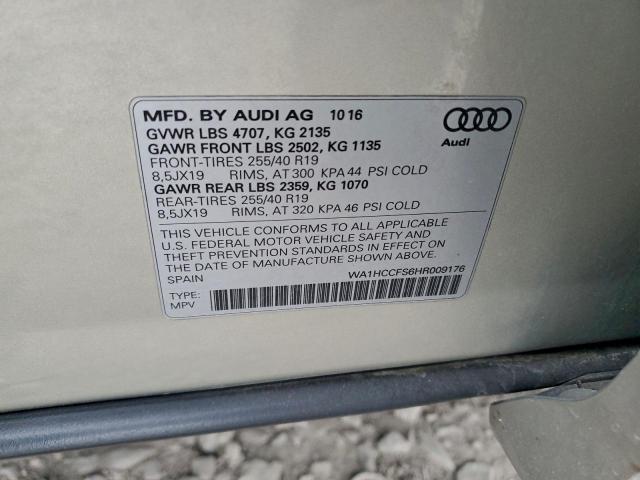 MFD. BY AUDI AG 10 16
GVWR LBS 4707, KG 2135
GAWR FRONT LBS 2502, KG 1135
FRONT-TIRES 255/40 R19
8,5JX19 RIMS, AT 300 KPA 44 PSI COLD
GAWR REAR LBS 2359, KG 1070
REAR-TIRES 255/40 R19
8,5JX19 RIMS, AT 320 KPA 46 PSI COLD
Audi
THIS VEHICLE CONFORMS TO ALL APPLICABLE
U.S. FEDERAL MOTOR VEHICLE SAFETY AND
THEFT PREVENTION STANDARDS IN EFFECT ON
THE DATE OF MANUFACTURE SHOWN ABOVE.
SPAIN WA1HCCFS6HR009176
TYPE:
MPV